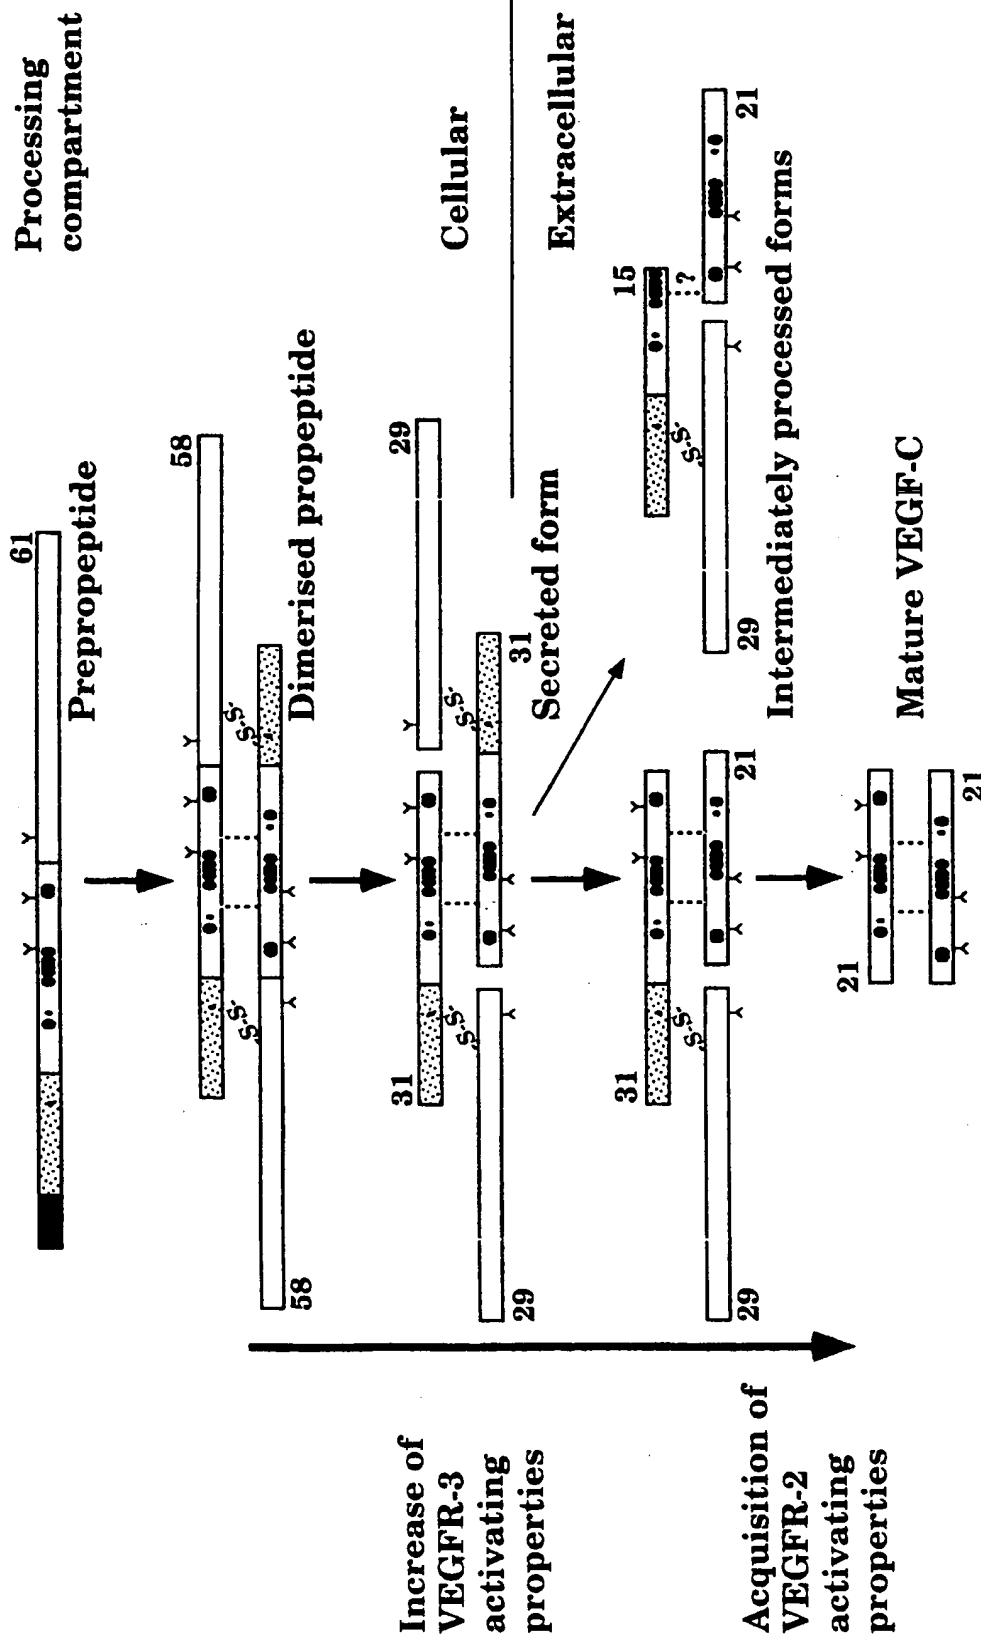 Processing
compartment
61
Prepropeptide
58
S-S
S-S
58
Dimerised propeptide
29
31
S-S
S-S
31
29
Secreted form
Cellular
Extracellular
31
S-S
21
29
15
S-S
?
21
29
Intermediately processed forms
21
21
Mature VEGF-C
Increase of
VEGFR-3
activating
properties
Acquisition of
VEGFR-2
activating
properties